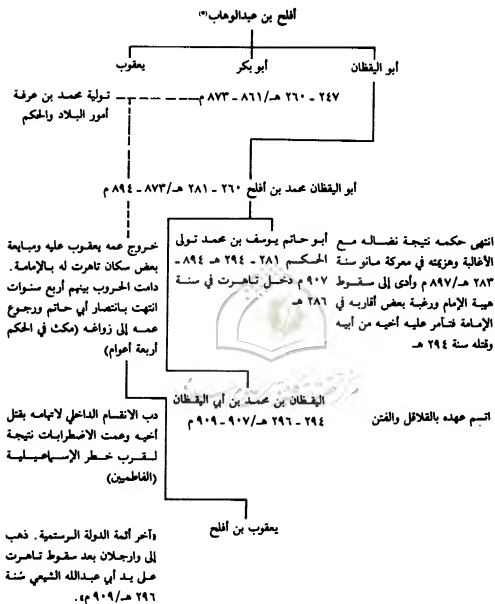 أفلح بن عبدالوهاب (*)
أبو اليقظان
أبو بكر
يعقوب
٢٤٧ - ٢٦٠ هـ/٨٦١ - ٨٧٣ م
تولية محمد بن عرفة
أمور البلاد والحكم
أبو اليقظان محمد بن أفلح ٢٦٠ - ٢٨١ هـ/٨٧٣ - ٨٩٤ م
انتهى حكمه نتيجة نضاله مع
الأغالبة وهزيمته في معركة مانو سنة
٢٨٣ هـ/٨٩٧ م وأدى إلى سقوط
هيبة الإمام ورغبة بعض أقاربه في
الإمامة فتآمر عليه أخيه من أبيه
وقتله سنة ٢٩٤ هـ
أبو حاتم يوسف بن محمد تولى
الحكم ٢٨١ - ٢٩٤ هـ ٨٩٤ -
٩٠٧ م دخل تاهرت في سنة
٢٨٦ هـ
خروج عمه يعقوب عليه ومبايعة
بعض سكان تاهرت له بالإمامة.
دامت الحروب بينهم أربع سنوات
انتهت بانتصار أبي حاتم ورجوع
عمه إلى زواغه (مكث في الحكم
أربعة أعوام)
اليقظان بن محمد بن أبي اليقظان
٢٩٤ - ٢٩٦ هـ/٩٠٧ - ٩٠٩ م
اتسم عهده بالقلاقل والفتن
دب الانقسام الداخلي لاتهامه بقتل
أخيه وعمت الاضطرابات نتيجة
لقرب خطر الإسماعيلية
(الفاطميين)
يعقوب بن أفلح
«آخر أئمة الدولة الرستمية. ذهب
إلى وارجلان بعد سقوط تاهرت
على يد أبي عبدالله الشيعي سنة
٢٩٦ هـ/٩٠٩ م».